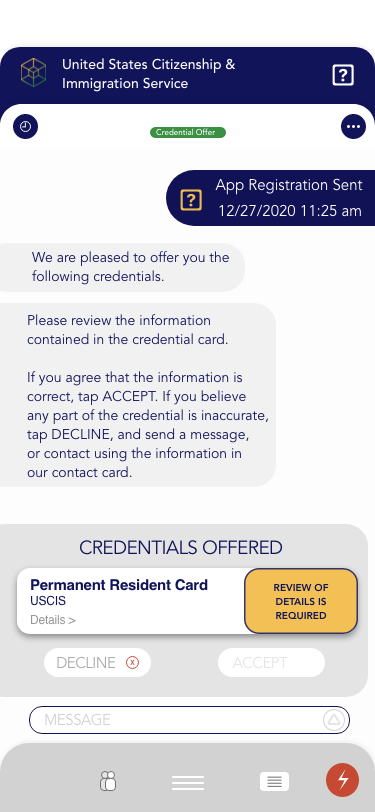 United States Citizenship &
Immigration Service
?
Credential Offer
?
App Registration Sent
12/27/2020 11:25 am
We are pleased to offer you the
following credentials.
Please review the information
contained in the credential card.
If you agree that the information is
correct, tap ACCEPT. If you believe
any part of the credential is inaccurate,
tap DECLINE, and send a message,
or contact using the information in
our contact card.
CREDENTIALS OFFERED
Permanent Resident Card
USCIS
Details >
REVIEW OF
DETAILS IS
REQUIRED
DECLINE X
ACCEPT
MESSAGE